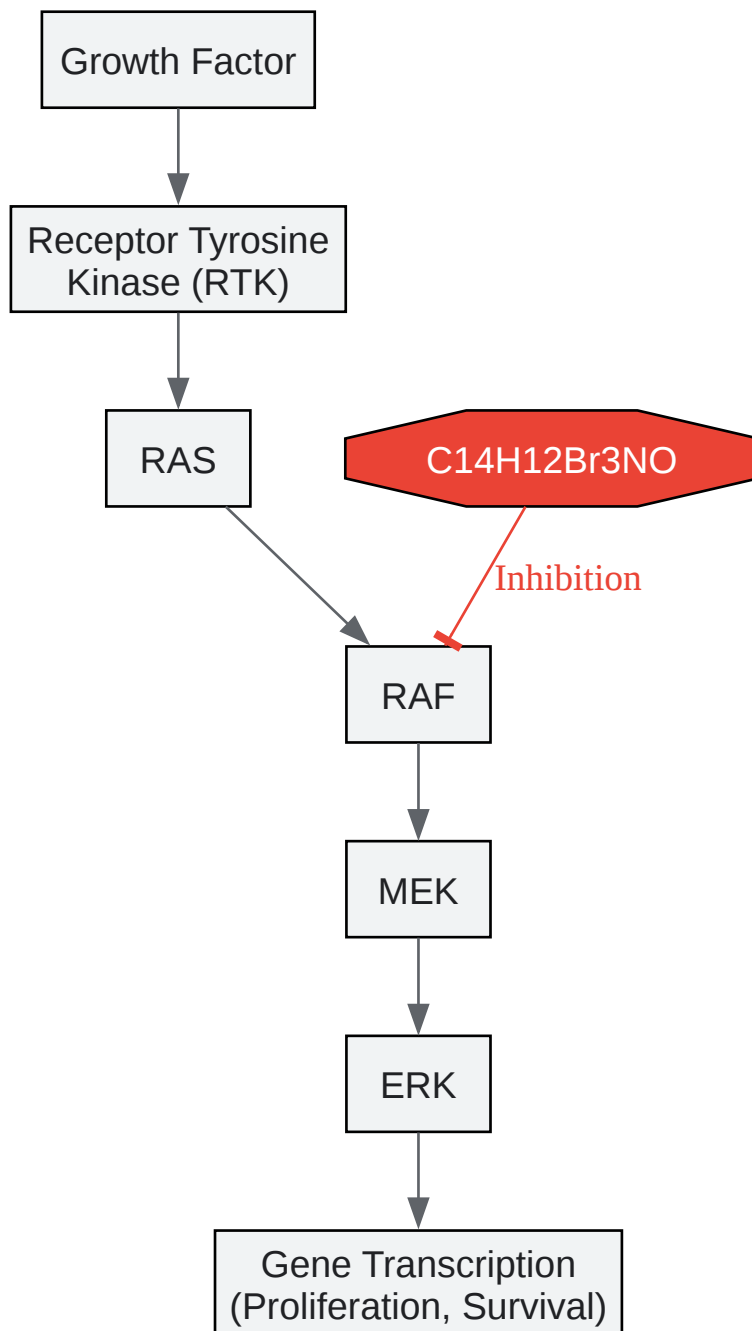 Growth Factor
Receptor Tyrosine
Kinase (RTK)
RAS
C14H12Br3NO
Inhibition
RAF
MEK
ERK
Gene Transcription
(Proliferation, Survival)